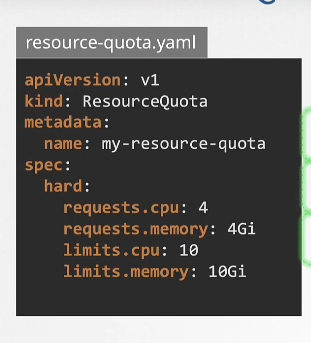 resource-quota.yaml
apiVersion: v1
kind: ResourceQuota
metadata:
  name: my-resource-quota
spec:
  hard:
    requests.cpu: 4
    requests.memory: 4Gi
    limits.cpu: 10
    limits.memory: 10Gi